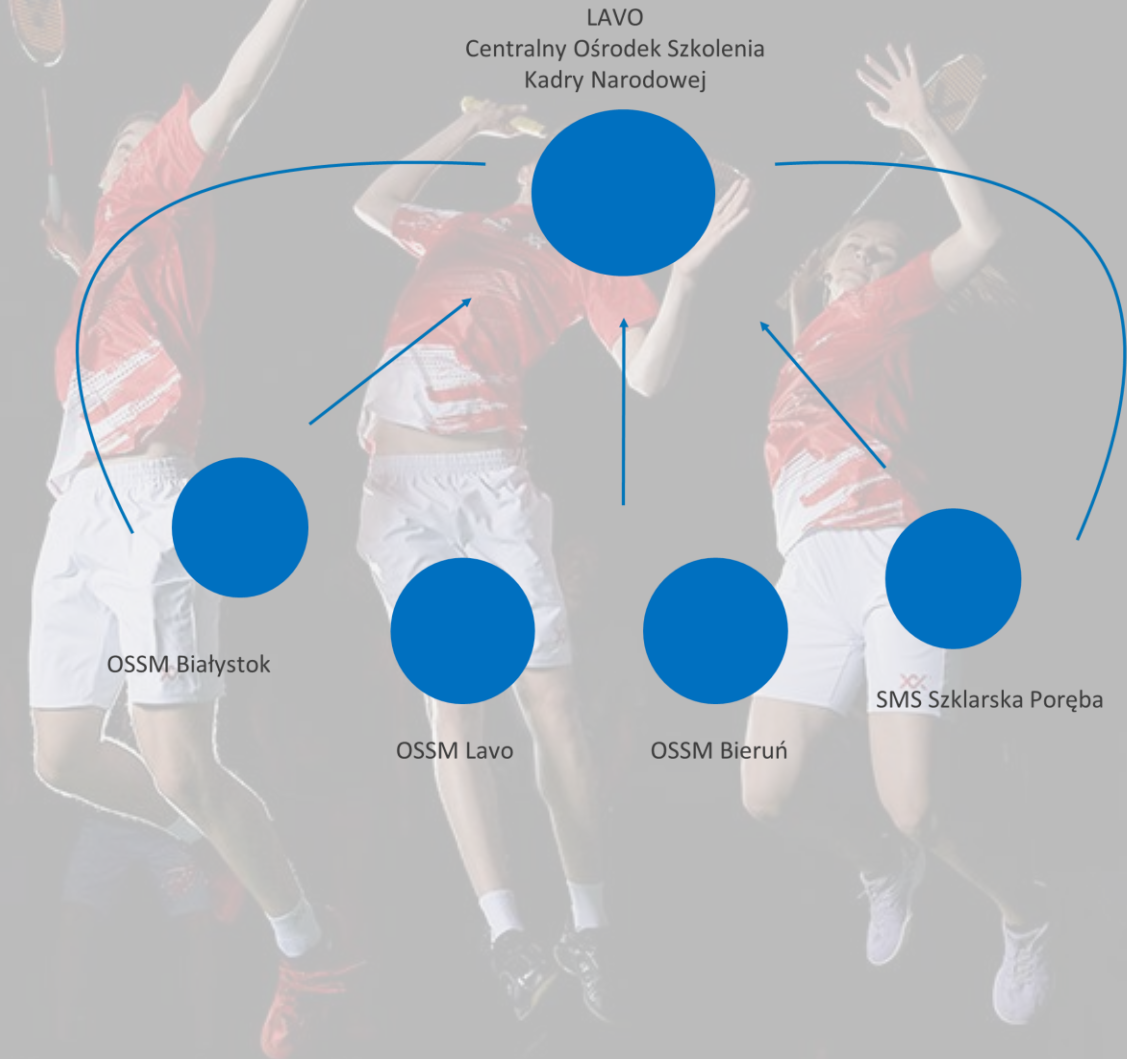 LAVO
Centralny Ośrodek Szkolenia
Kadry Narodowej
OSSM Białystok
SMS Szklarska Poręba
OSSM Lavo
OSSM Bieruń